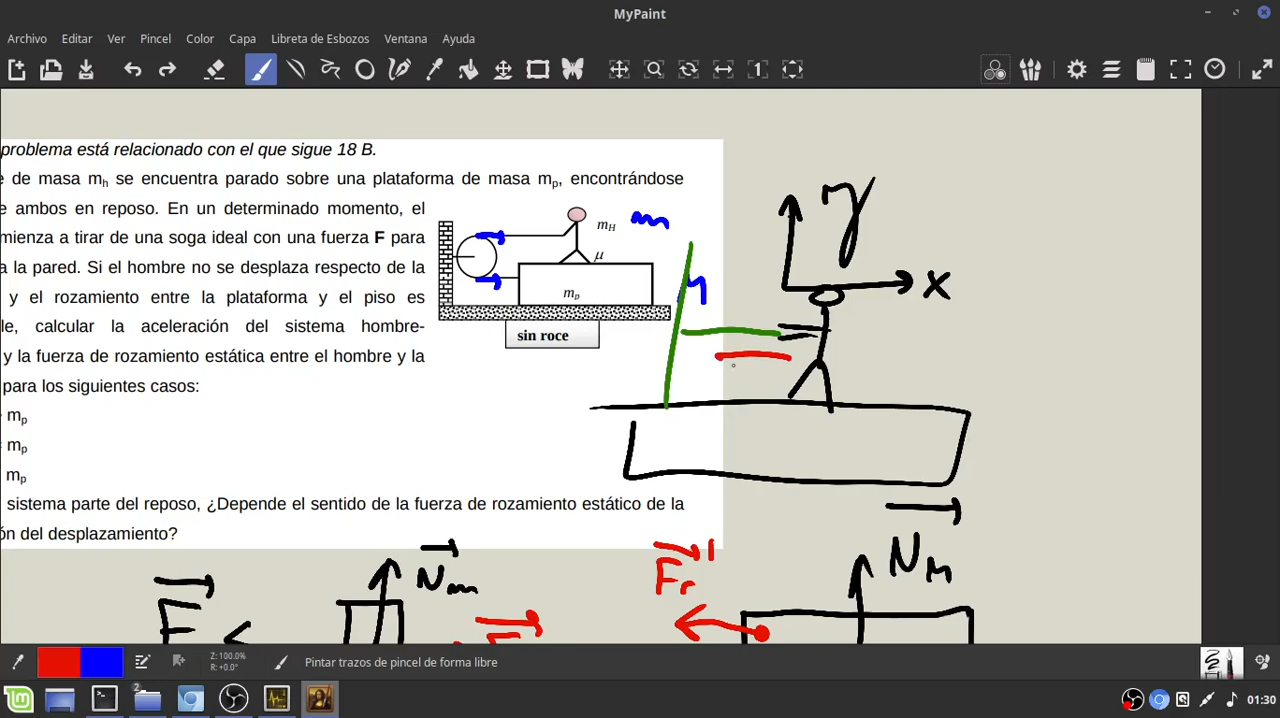 MyPaint
Archivo Editar Ver Pincel Color Capa Libreta de Esbozos Ventana Ayuda
problema está relacionado con el que sigue 18 B.
e de masa mh se encuentra parado sobre una plataforma de masa mp, encontrándose
e ambos en reposo. En un determinado momento, el
mienza a tirar de una soga ideal con una fuerza F para
a la pared. Si el hombre no se desplaza respecto de la
y el rozamiento entre la plataforma y el piso es
le, calcular la aceleración del sistema hombre-
y la fuerza de rozamiento estática entre el hombre y la
para los siguientes casos:
mp
mp
mp
sistema parte del reposo, ¿Depende el sentido de la fuerza de rozamiento estático de la
ón del desplazamiento?
mH
m
μ
mp
M
sin roce
y
x
F
Nm
F
Fr'
NM
Z: 100.0%
R: +0.0°
Pintar trazos de pincel de forma libre
2
01:30